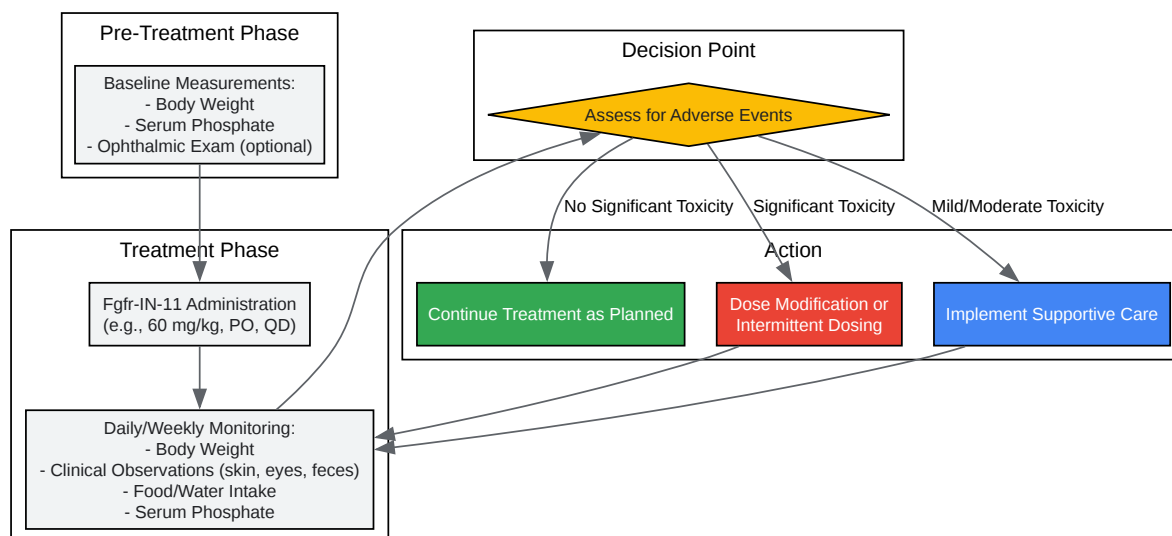 Pre-Treatment Phase
Baseline Measurements:
- Body Weight
- Serum Phosphate
- Ophthalmic Exam (optional)
Decision Point
Assess for Adverse Events
No Significant Toxicity
Significant Toxicity
Mild/Moderate Toxicity
Treatment Phase
Fgfr-IN-11 Administration
(e.g., 60 mg/kg, PO, QD)
Action
Continue Treatment as Planned
Dose Modification or
Intermittent Dosing
Implement Supportive Care
Daily/Weekly Monitoring:
- Body Weight
- Clinical Observations (skin, eyes, feces)
- Food/Water Intake
- Serum Phosphate